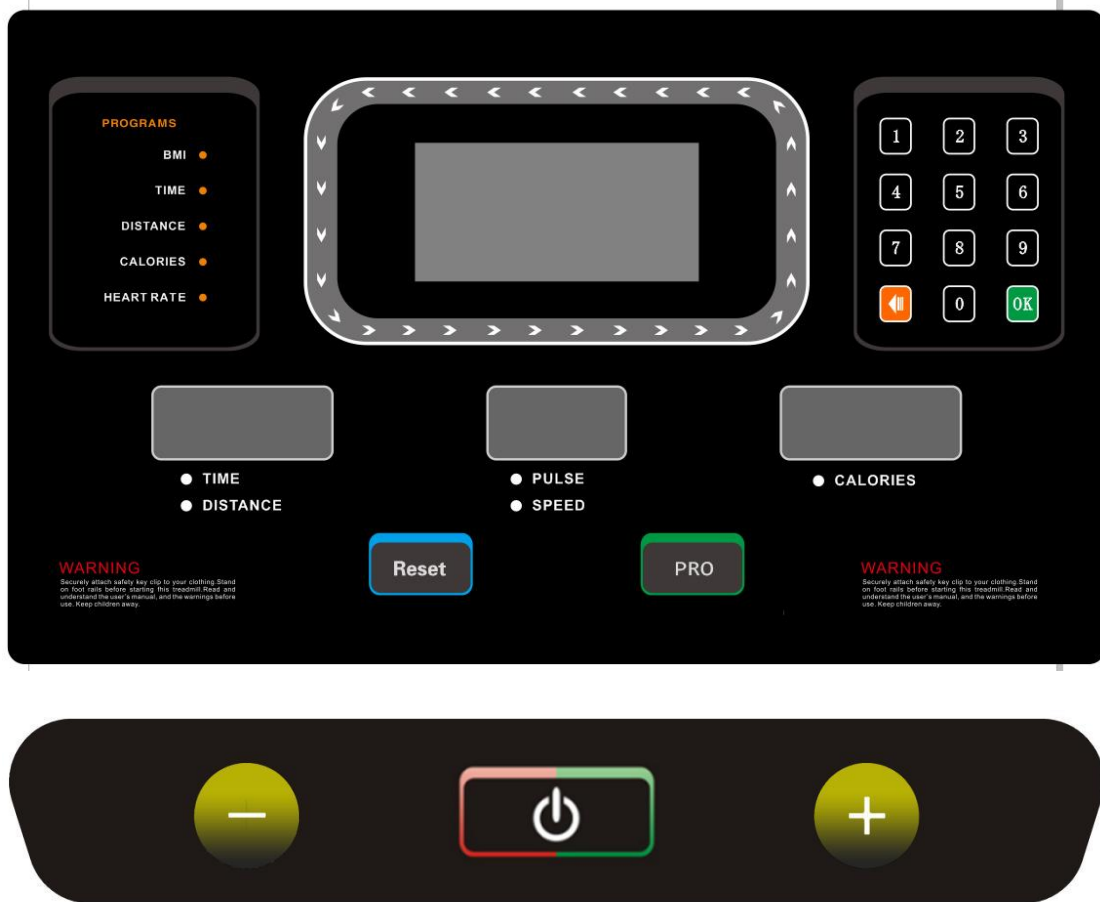 PROGRAMS
BMI
TIME
DISTANCE
CALORIES
HEART RATE
1 2 3
4 5 6
7 8 9
0 OK
TIME
DISTANCE
PULSE
SPEED
CALORIES
Reset
PRO
WARNING
Securely attach safety key clip to your clothing.Stand
on foot rails before starting fhis treadmill.Read and
understand the user's manual, and the warnings before
use. Keep children away.
WARNING
Securely attach safety key clip to your clothing.Stand
on foot rails before starting fhis treadmill.Read and
understand the user's manual, and the warnings before
use. Keep children away.
− +